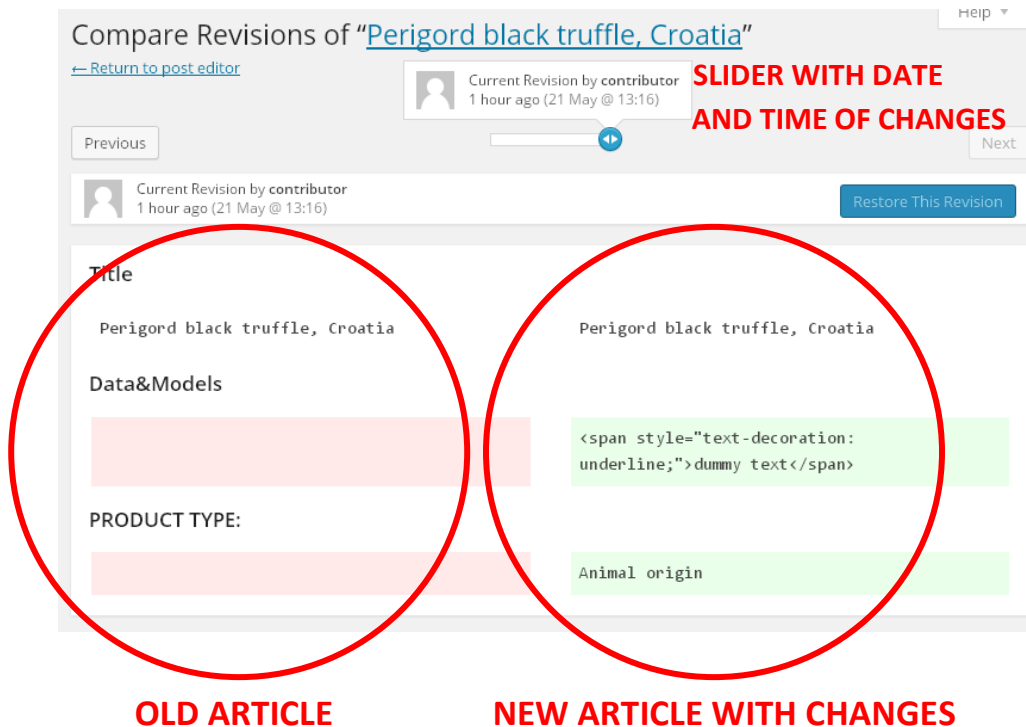 Help ▼
Compare Revisions of “Perigord black truffle, Croatia”
← Return to post editor
Current Revision by contributor
1 hour ago (21 May @ 13:16)
SLIDER WITH DATE
AND TIME OF CHANGES
Previous
Next
Current Revision by contributor
1 hour ago (21 May @ 13:16)
Restore This Revision
Title
Perigord black truffle, Croatia
Perigord black truffle, Croatia
Data&Models
<span style="text-decoration:
underline;">dummy text</span>
PRODUCT TYPE:
Animal origin
OLD ARTICLE
NEW ARTICLE WITH CHANGES